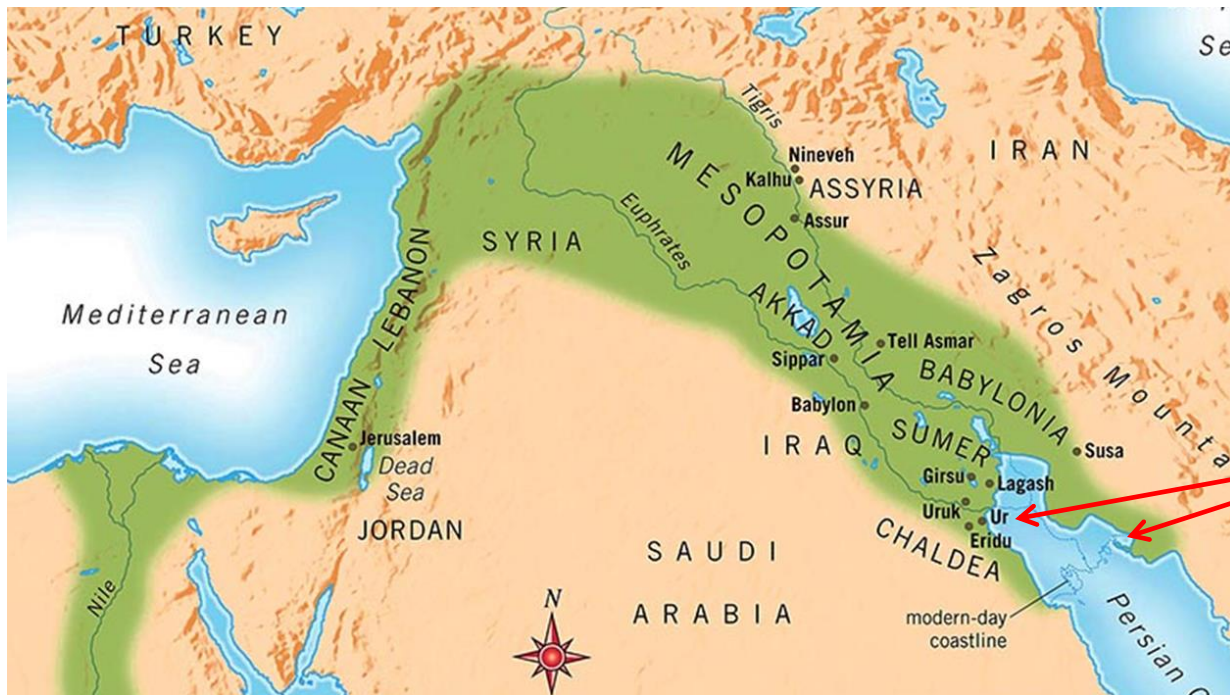 TURKEY
Se
Tigris
IRAN
Nineveh
Kalhu
ASSYRIA
MESOPOTAMIA
Assur
Euphrates
SYRIA
Zagros Mounta
LEBANON
Mediterranean
Sea
AKKAD
Tell Asmar
Sippar
BABYLONIA
CANAAN
Babylon
SUMER
Jerusalem
Dead
Sea
IRAQ
Susa
Girsu
Lagash
Uruk
Ur
Eridu
JORDAN
CHALDEA
SAUDI
ARABIA
Nile
N
modern-day
coastline
Persian G